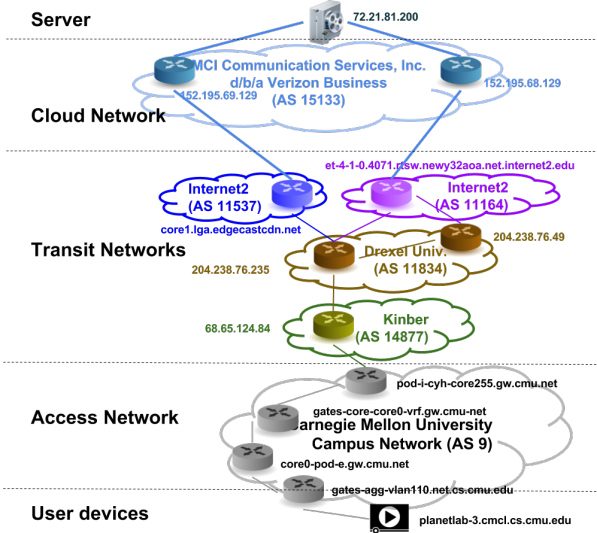 Server
72.21.81.200
MCI Communication Services, Inc.
d/b/a Verizon Business
(AS 15133)
152.195.69.129
152.195.68.129
Cloud Network
et-4-1-0.4071.rtsw.newy32aoa.net.internet2.edu
Internet2
(AS 11537)
Internet2
(AS 11164)
core1.lga.edgecastcdn.net
204.238.76.49
Transit Networks
Drexel Univ.
(AS 11834)
204.238.76.235
68.65.124.84
Kinber
(AS 14877)
pod-i-cyh-core255.gw.cmu.net
gates-core-core0-vrf.gw.cmu-net
Access Network
arnegie Mellon University
Campus Network (AS 9)
core0-pod-e.gw.cmu.net
gates-agg-vlan110.net.cs.cmu.edu
User devices
planetlab-3.cmcl.cs.cmu.edu